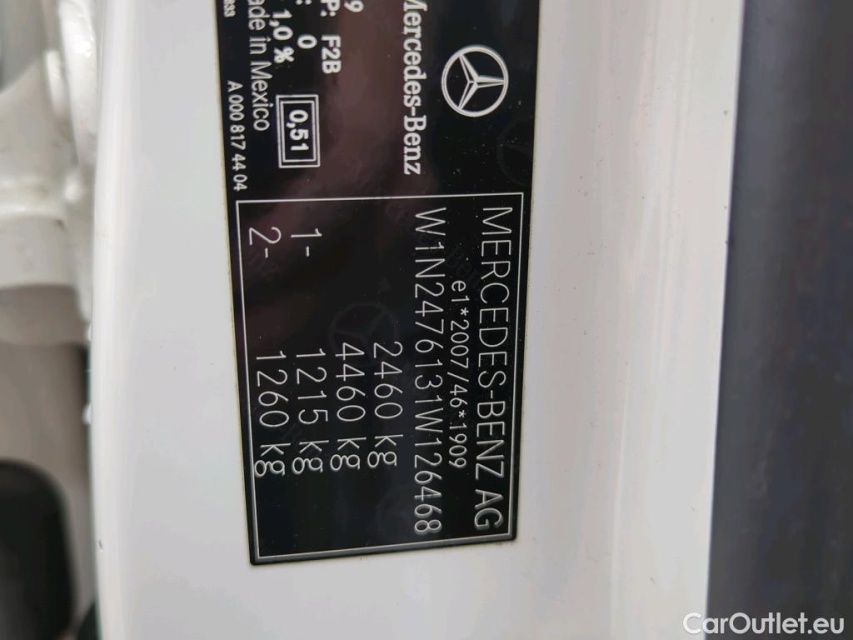 Mercedes-Benz
P: F2B
: 0
1,0 %
ade in Mexico
0,51
A 000 817 44 04
MERCEDES-BENZ AG
e1*2007/46*1909
W1N2476131W126468
2460 kg
4460 kg
1- 1215 kg
2- 1260 kg
CarOutlet.eu